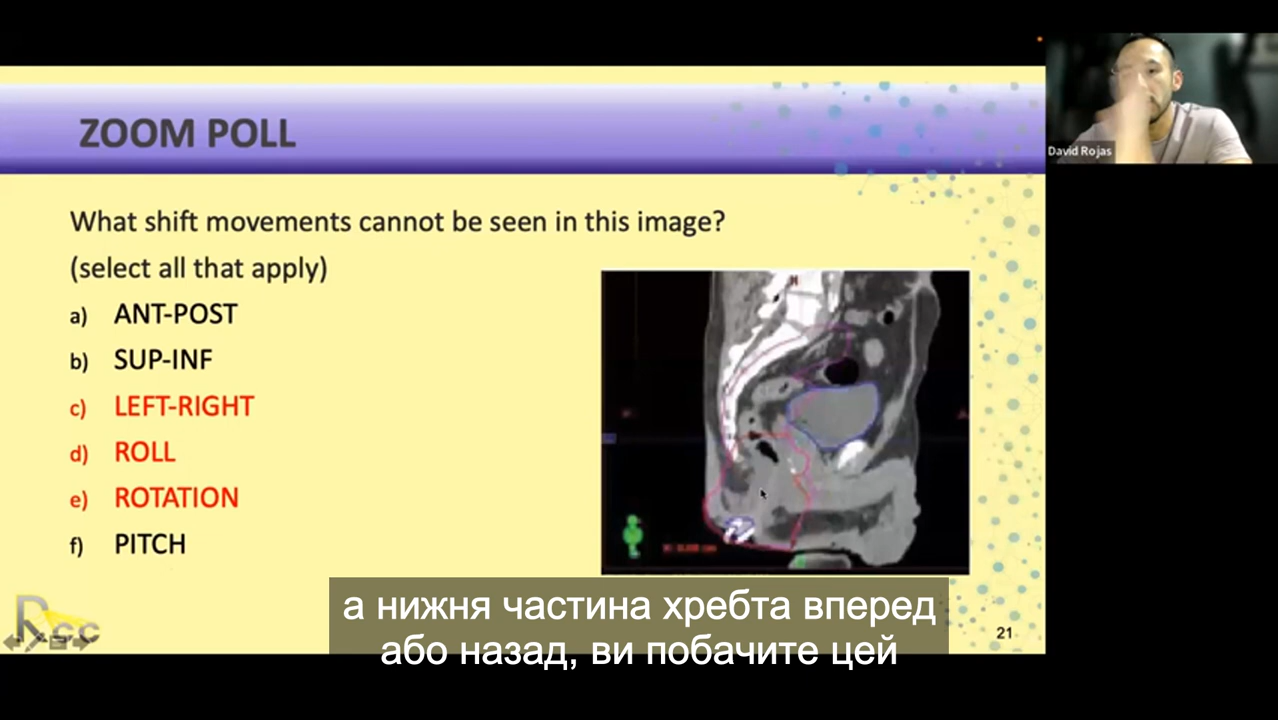 ZOOM POLL
David Rojas
What shift movements cannot be seen in this image?
(select all that apply)
a) ANT-POST
b) SUP-INF
c) LEFT-RIGHT
d) ROLL
e) ROTATION
f) PITCH
H
21
а нижня частина хребта вперед
або назад, ви побачите цей